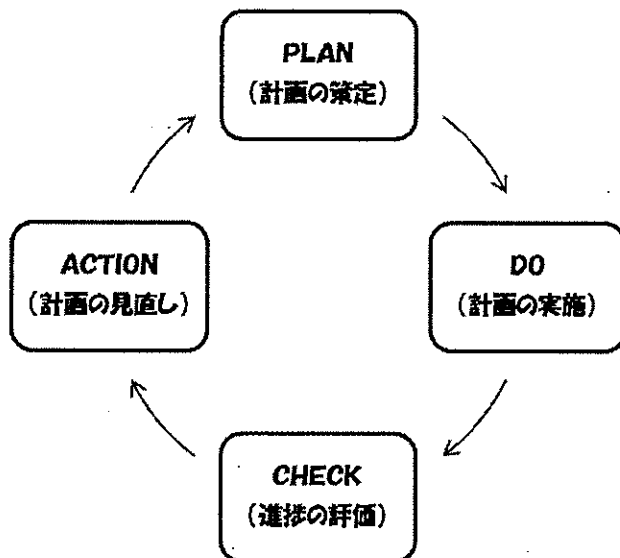 PLAN
(計画の策定)
DO
(計画の実施)
CHECK
(進捗の評価)
ACTION
(計画の見直し)